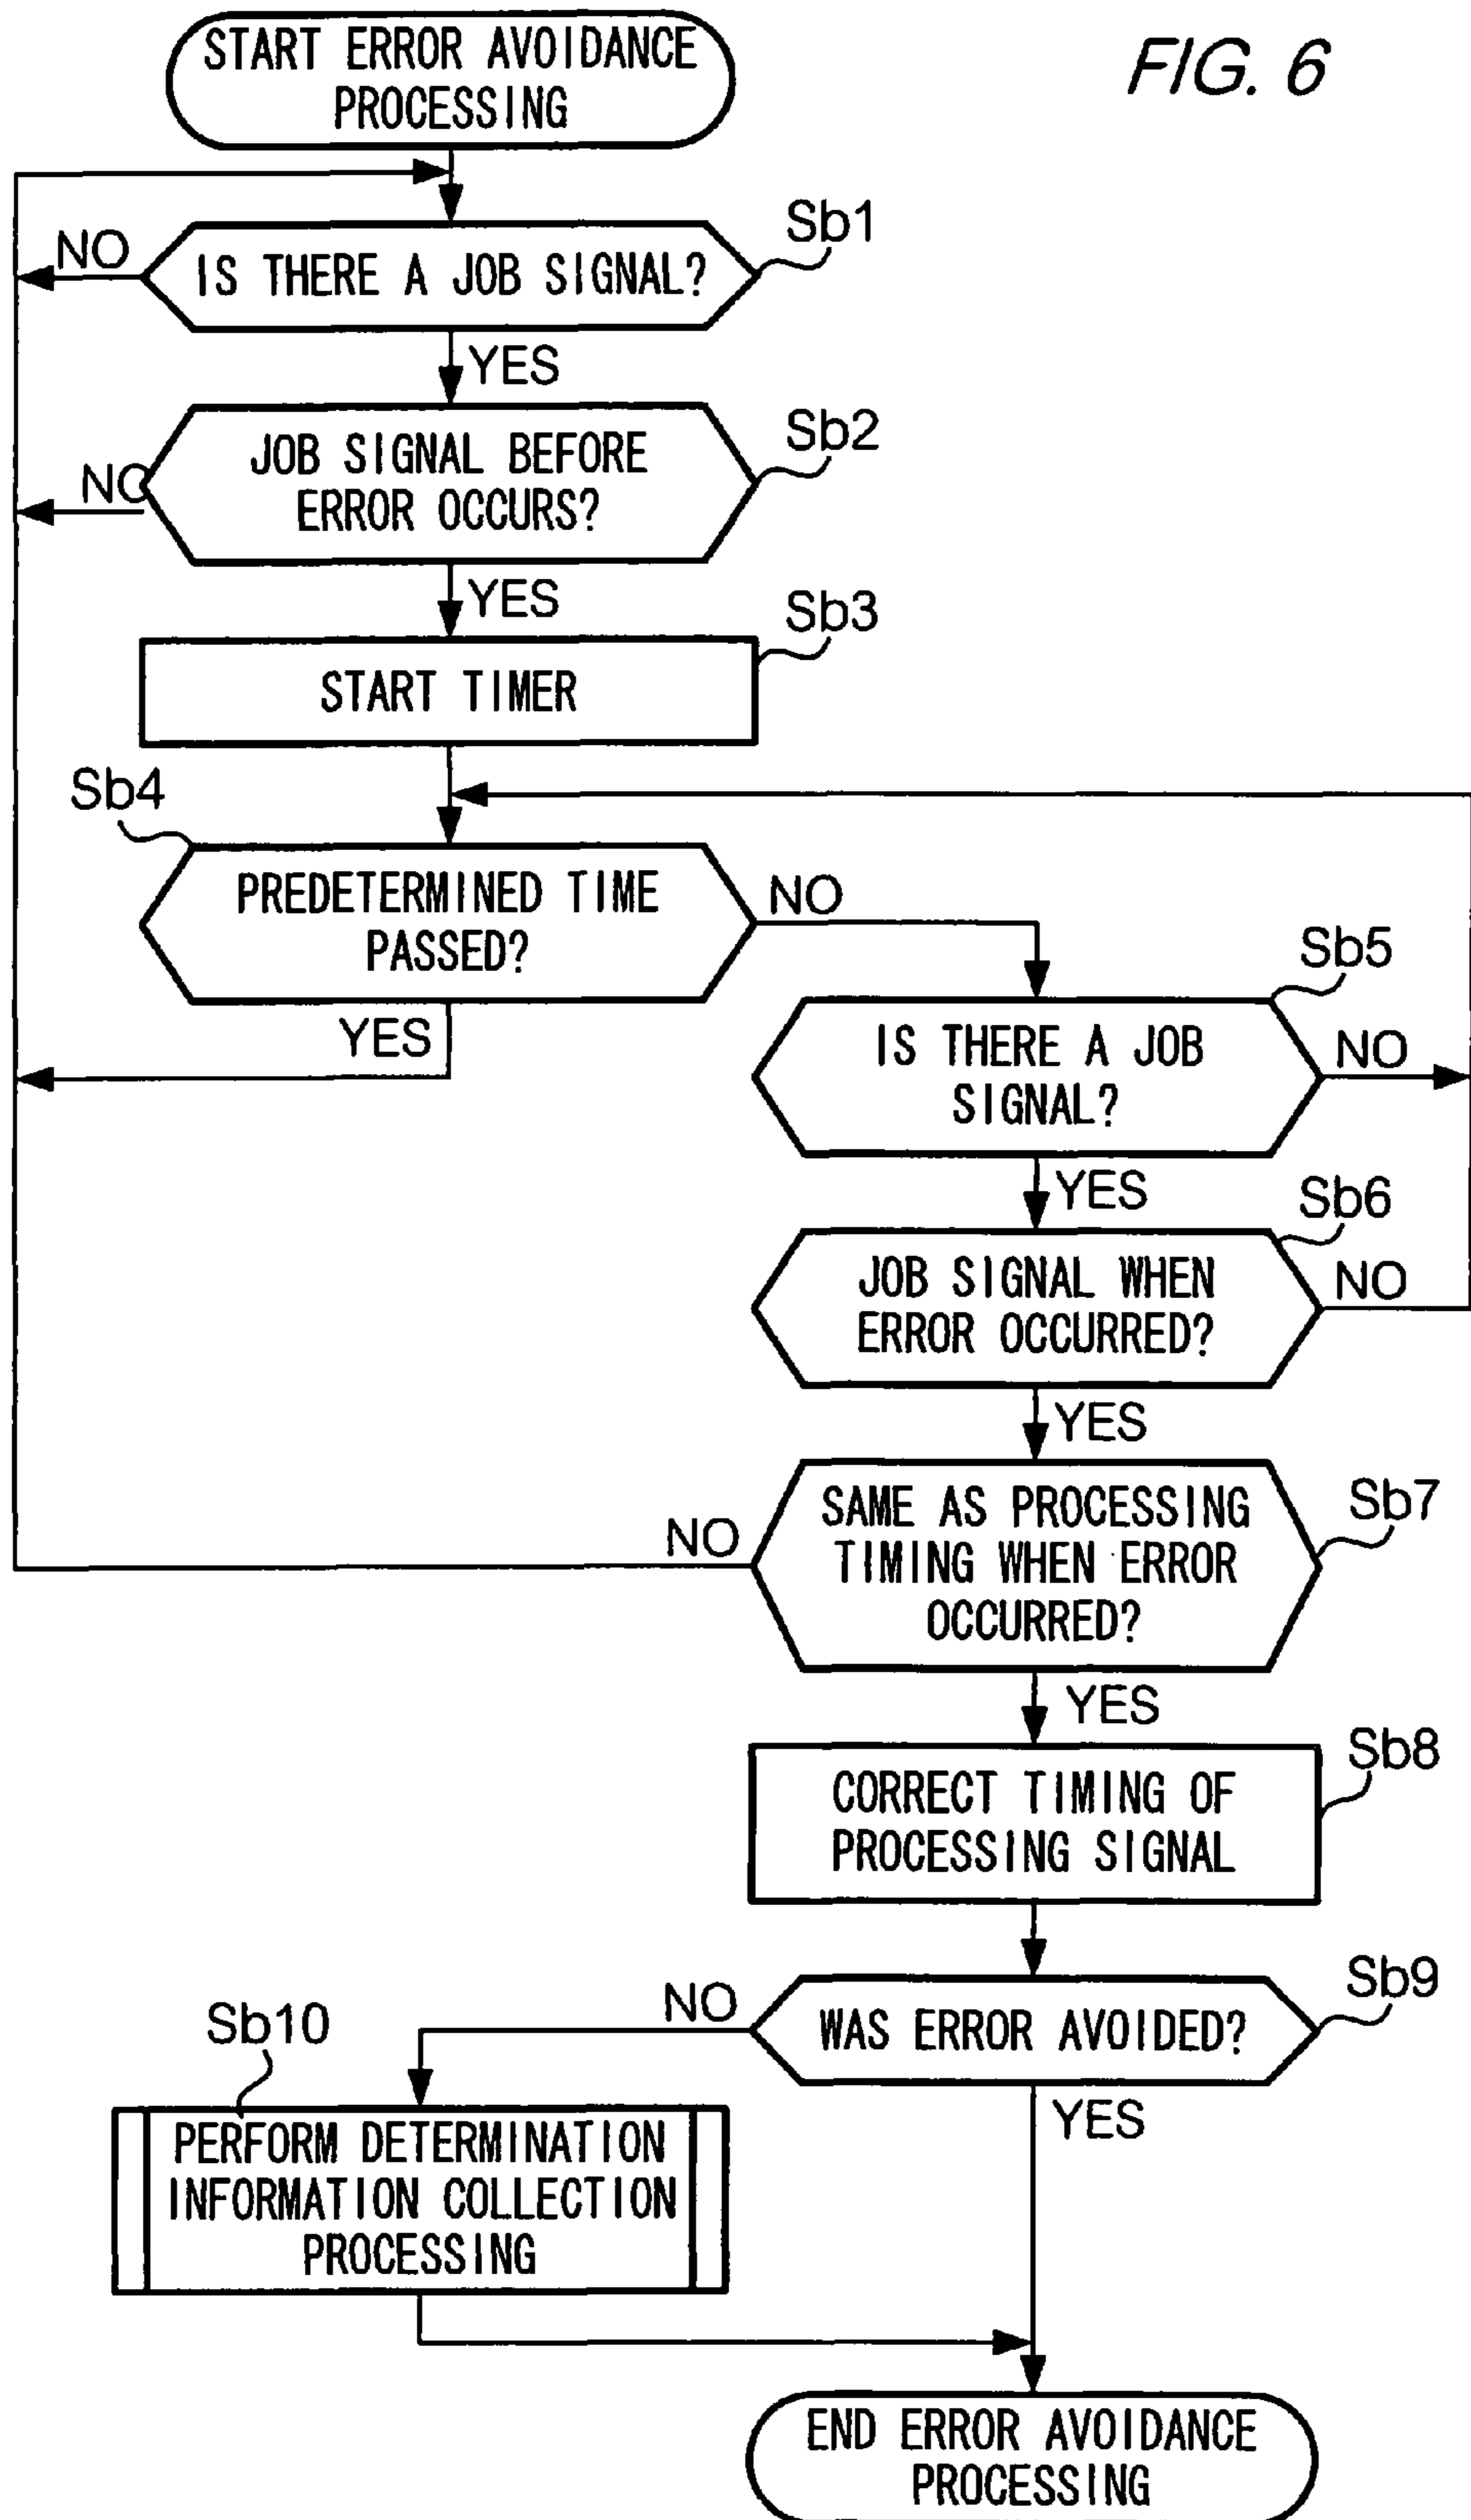 START ERROR AVOIDANCE
PROCESSING
FIG. 6
Sb1
NO
IS THERE A JOB SIGNAL?
YES
Sb2
JOB SIGNAL BEFORE
ERROR OCCURS?
NO
YES
Sb3
START TIMER
Sb4
PREDETERMINED TIME
PASSED?
NO
YES
Sb5
IS THERE A JOB
SIGNAL?
NO
YES
Sb6
JOB SIGNAL WHEN
ERROR OCCURRED?
NO
YES
Sb7
SAME AS PROCESSING
TIMING WHEN ERROR
OCCURRED?
NO
YES
Sb8
CORRECT TIMING OF
PROCESSING SIGNAL
Sb9
NO
WAS ERROR AVOIDED?
YES
Sb10
PERFORM DETERMINATION
INFORMATION COLLECTION
PROCESSING
END ERROR AVOIDANCE
PROCESSING